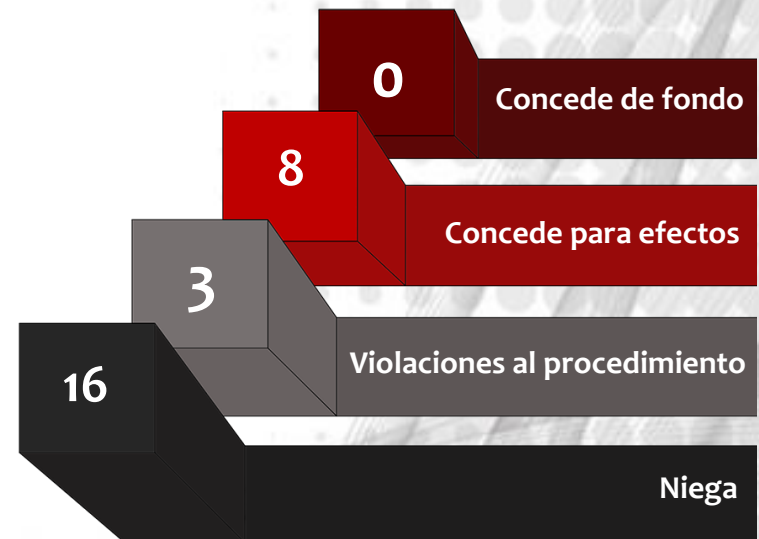 0
Concede de fondo
8
Concede para efectos
3
Violaciones al procedimiento
16
Niega